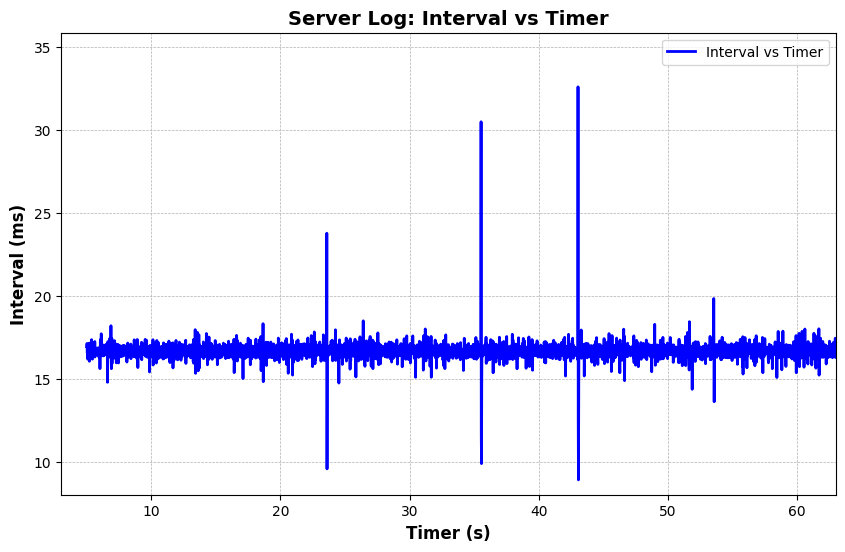 Server Log: Interval vs Timer
Interval vs Timer
35
30
25
20
15
10
Interval (ms)
10 20 30 40 50 60
Timer (s)